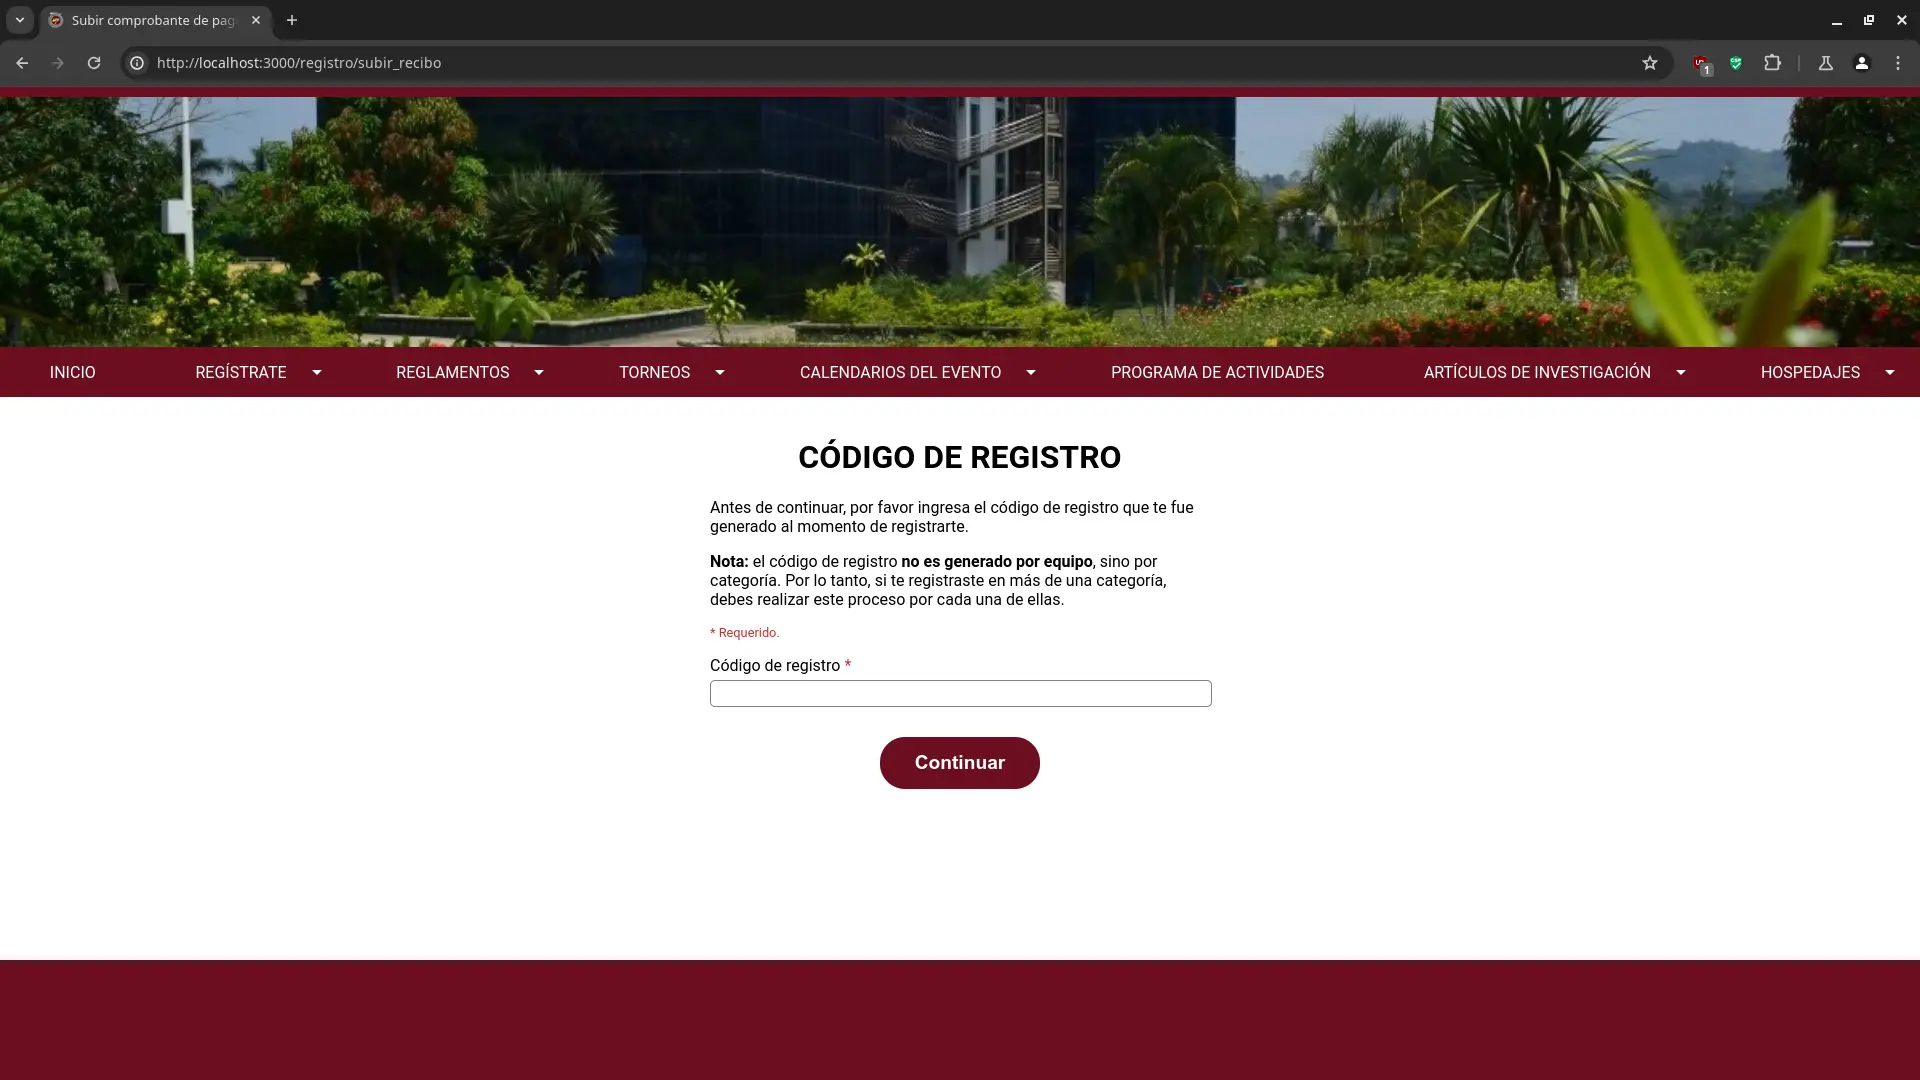 Subir comprobante de pag
http://localhost:3000/registro/subir_recibo
1
INICIO
REGÍSTRATE
REGLAMENTOS
TORNEOS
CALENDARIOS DEL EVENTO
PROGRAMA DE ACTIVIDADES
ARTÍCULOS DE INVESTIGACIÓN
HOSPEDAJES
CÓDIGO DE REGISTRO
Antes de continuar, por favor ingresa el código de registro que te fue
generado al momento de registrarte.
Nota: el código de registro no es generado por equipo, sino por
categoría. Por lo tanto, si te registraste en más de una categoría,
debes realizar este proceso por cada una de ellas.
* Requerido.
Código de registro *
Continuar